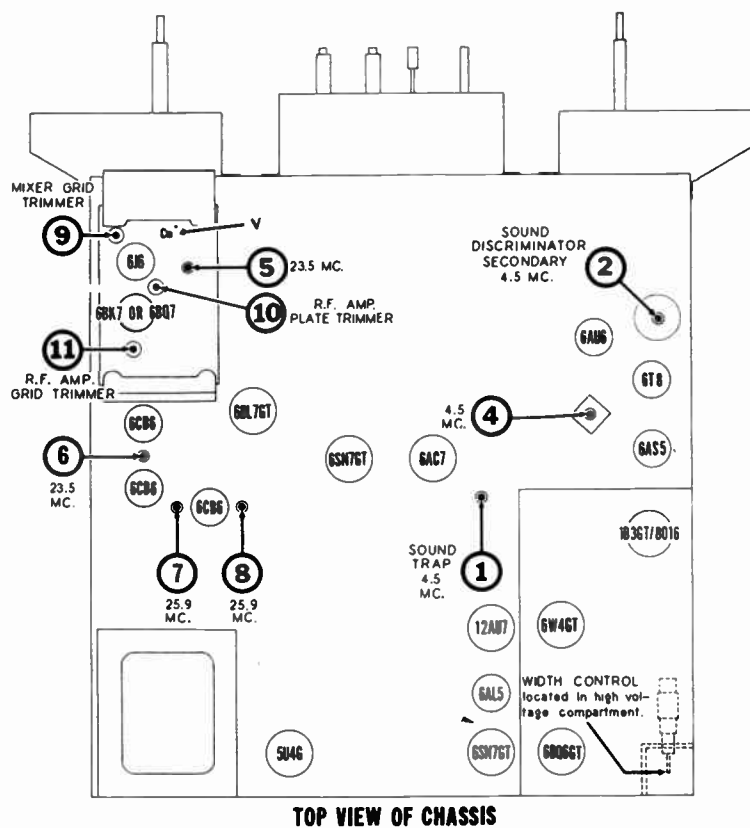 MIXER GRID
TRIMMER
9
V
6J6
5
23.5 MC.
10
R.F. AMP.
PLATE TRIMMER
6BK7 OR 6BQ7
11
R.F. AMP.
GRID TRIMMER
SOUND
DISCRIMINATOR
SECONDARY
4.5 MC.
2
6AU6
6T8
6AS5
4.5
MC.
4
6CB6
6BL7GT
6
23.5
MC.
6CB6
6SN7GT
6AC7
6CB6
7
25.9
MC.
8
25.9
MC.
SOUND
TRAP
4.5
MC.
1
1B3GT/8016
12AU7
6W4GT
6AL5
WIDTH CONTROL
located in high vol-
tage compartment.
5U4G
6SN7GT
6BQ6GT
TOP VIEW OF CHASSIS